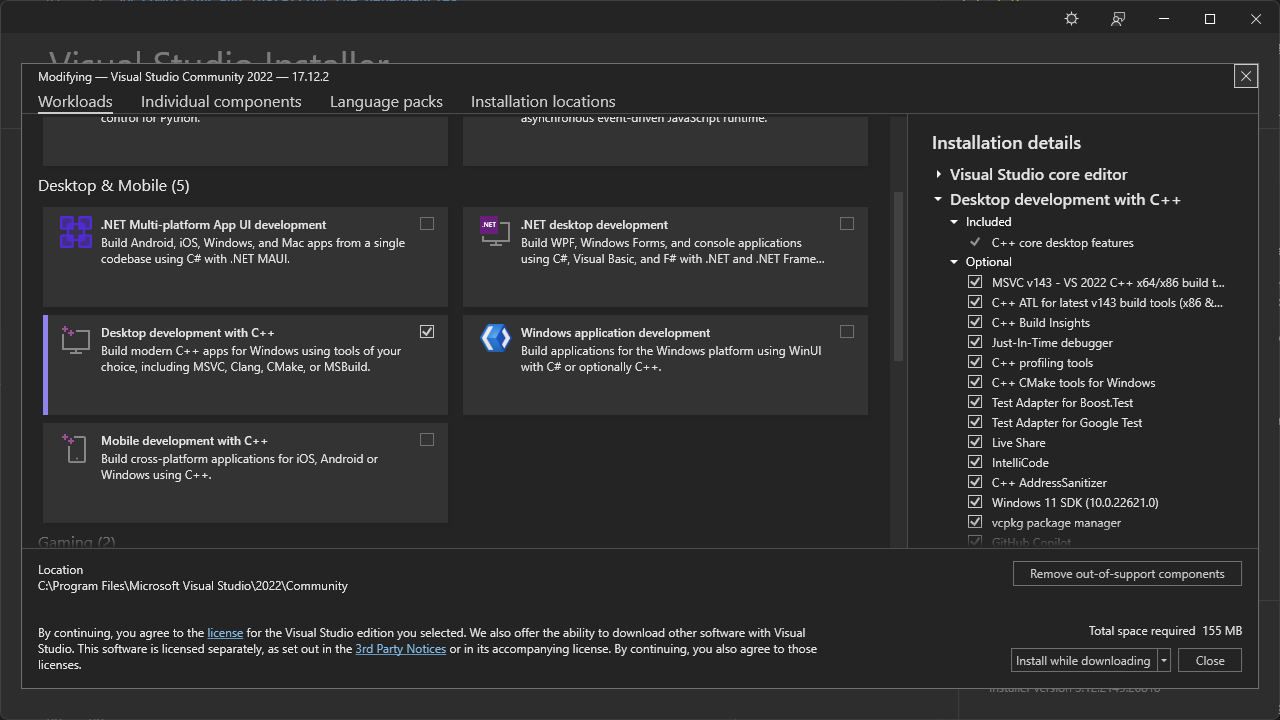 Visual Studio Installer
Modifying — Visual Studio Community 2022 — 17.12.2
Workloads
Individual components
Language packs
Installation locations
control for Python.
asynchronous event-driven JavaScript runtime.
Desktop & Mobile (5)
.NET Multi-platform App UI development
Build Android, iOS, Windows, and Mac apps from a single
codebase using C# with .NET MAUI.
.NET
.NET desktop development
Build WPF, Windows Forms, and console applications
using C#, Visual Basic, and F# with .NET and .NET Frame...
Desktop development with C++
Build modern C++ apps for Windows using tools of your
choice, including MSVC, Clang, CMake, or MSBuild.
Windows application development
Build applications for the Windows platform using WinUI
with C# or optionally C++.
Mobile development with C++
Build cross-platform applications for iOS, Android or
Windows using C++.
Gaming (2)
Installation details
Visual Studio core editor
Desktop development with C++
Included
C++ core desktop features
Optional
MSVC v143 - VS 2022 C++ x64/x86 build t...
C++ ATL for latest v143 build tools (x86 &...
C++ Build Insights
Just-In-Time debugger
C++ profiling tools
C++ CMake tools for Windows
Test Adapter for Boost.Test
Test Adapter for Google Test
Live Share
IntelliCode
C++ AddressSanitizer
Windows 11 SDK (10.0.22621.0)
vcpkg package manager
GitHub Copilot
Location
C:\Program Files\Microsoft Visual Studio\2022\Community
Remove out-of-support components
By continuing, you agree to the license for the Visual Studio edition you selected. We also offer the ability to download other software with Visual
Studio. This software is licensed separately, as set out in the 3rd Party Notices or in its accompanying license. By continuing, you also agree to those
licenses.
Total space required 155 MB
Install while downloading
Close